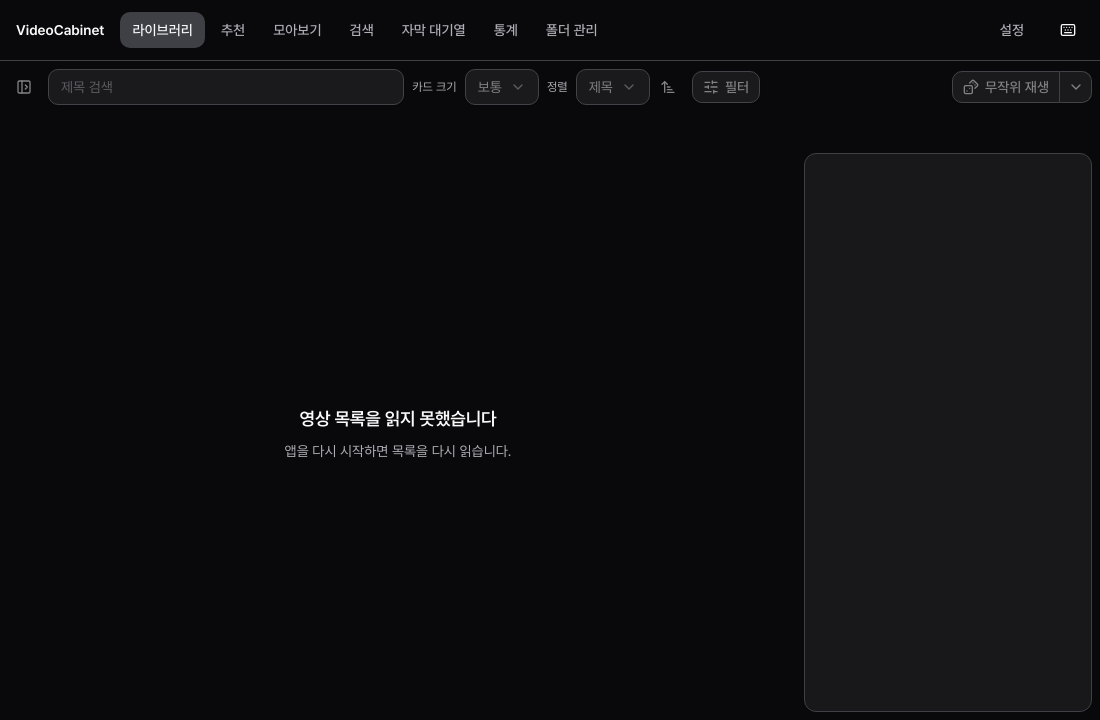 VideoCabinet 라이브러리 추천 모아보기 검색 자막 대기열 통계 폴더 관리 설정
제목 검색 카드 크기 보통 정렬 제목 필터 무작위 재생
영상 목록을 읽지 못했습니다
앱을 다시 시작하면 목록을 다시 읽습니다.